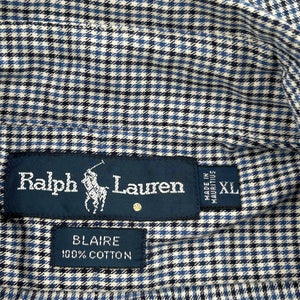 Ralph Lauren
MADE IN
MAURITIUS
XL
BLAIRE
100% COTTON